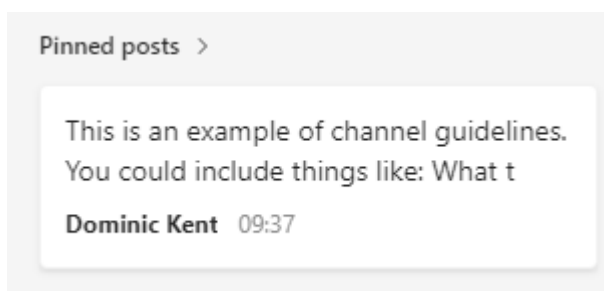 Pinned posts >
This is an example of channel guidelines.
You could include things like: What t
Dominic Kent 09:37